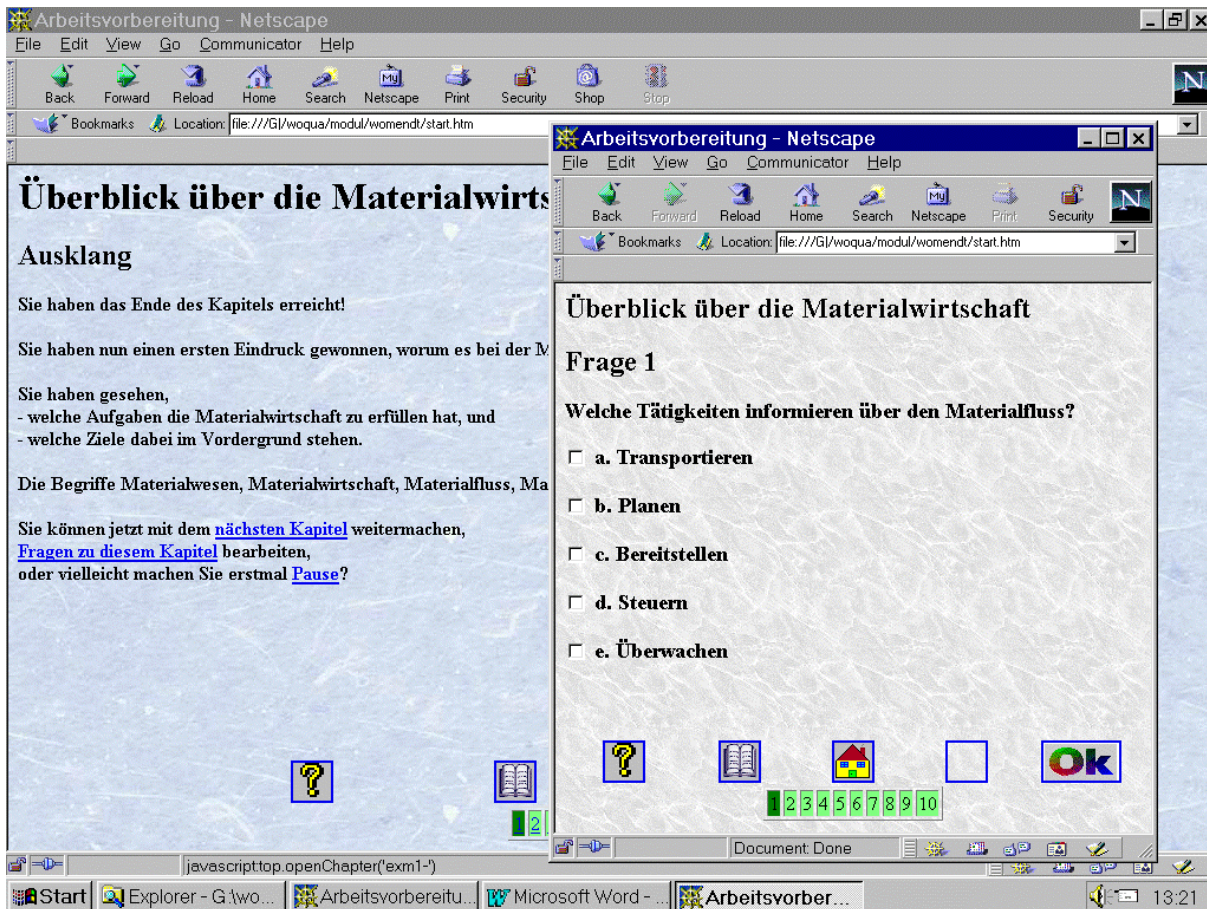 Arbeitsvorbereitung - Netscape
File Edit View Go Communicator Help
Back Forward Reload Home Search Netscape Print Security Shop Stop
My
N
Bookmarks Location: file:///G|/woqua/modul/womendt/start.htm
Überblick über die Materialwirts
Ausklang
Sie haben das Ende des Kapitels erreicht!
Sie haben nun einen ersten Eindruck gewonnen, worum es bei der M
Sie haben gesehen,
- welche Aufgaben die Materialwirtschaft zu erfüllen hat, und
- welche Ziele dabei im Vordergrund stehen.
Die Begriffe Materialwesen, Materialwirtschaft, Materialfluss, Ma
Sie können jetzt mit dem nächsten Kapitel weitermachen,
Fragen zu diesem Kapitel bearbeiten,
oder vielleicht machen Sie erstmal Pause?
?
1 2
javascript:top.openChapter('exm1-')
Arbeitsvorbereitung - Netscape
File Edit View Go Communicator Help
Back Forward Reload Home Search Netscape Print Security
My
N
Bookmarks Location: file:///G|/woqua/modul/womendt/start.htm
Überblick über die Materialwirtschaft
Frage 1
Welche Tätigkeiten informieren über den Materialfluss?
a. Transportieren
b. Planen
c. Bereitstellen
d. Steuern
e. Überwachen
? Ok
1 2 3 4 5 6 7 8 9 10
Document: Done
Start Explorer - G:\wo... Arbeitsvorbereitu... Microsoft Word - ... Arbeitsvorber... 13:21